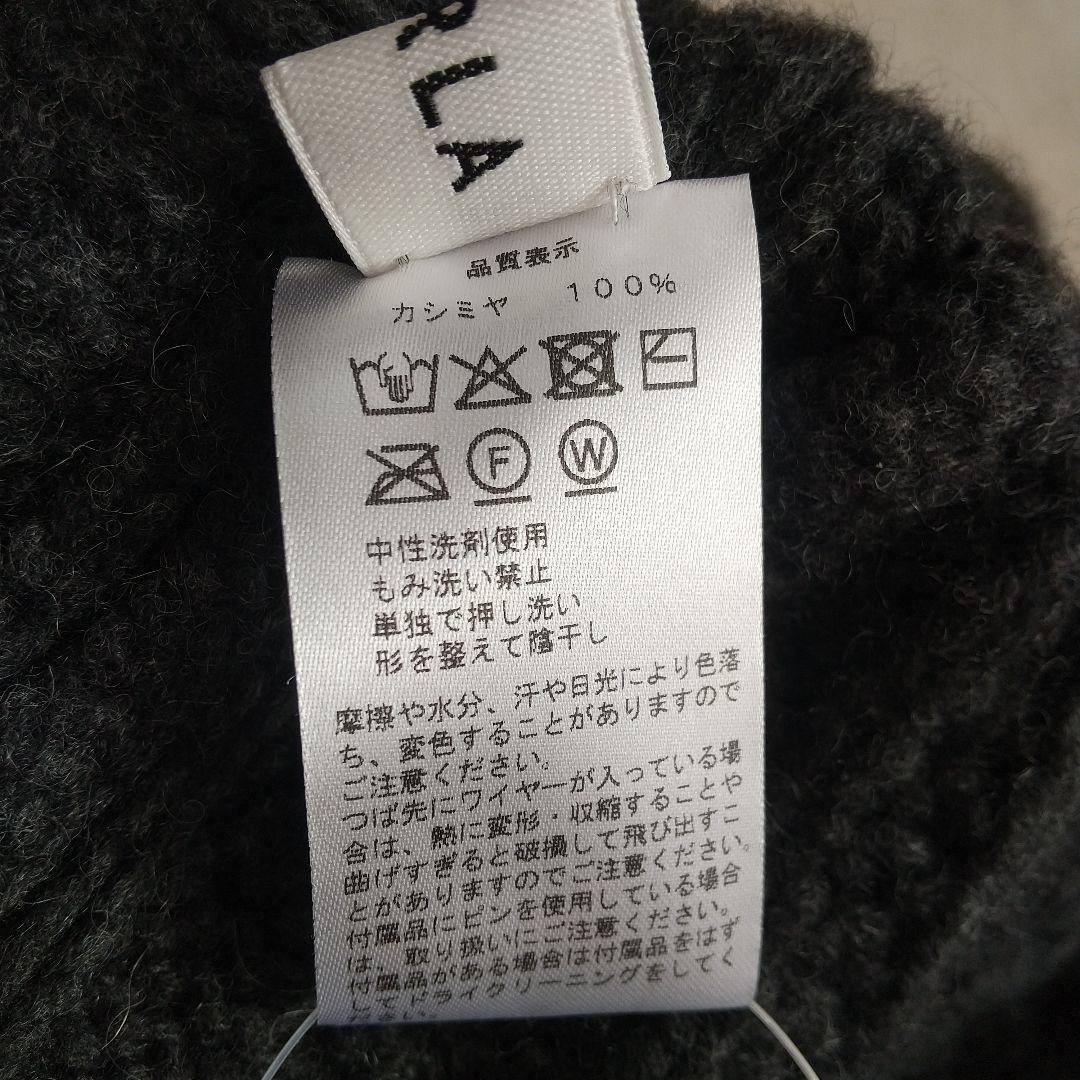 RLA
品質表示
カシミヤ 100%
F W
中性洗剤使用
もみ洗い禁止
単独で押し洗い
形を整えて陰干し
摩擦や水分、汗や日光により色落
ち、変色することがありますので
ご注意ください。
つば先にワイヤーが入っている場
合は、熱に変形・収縮することや
曲げすぎると破損して飛び出すこ
とがありますのでご注意ください。
付属品にピンを使用している場合
は、取り扱いにご注意ください。
付属品がある場合は付属品をはず
してドライクリーニングをしてく